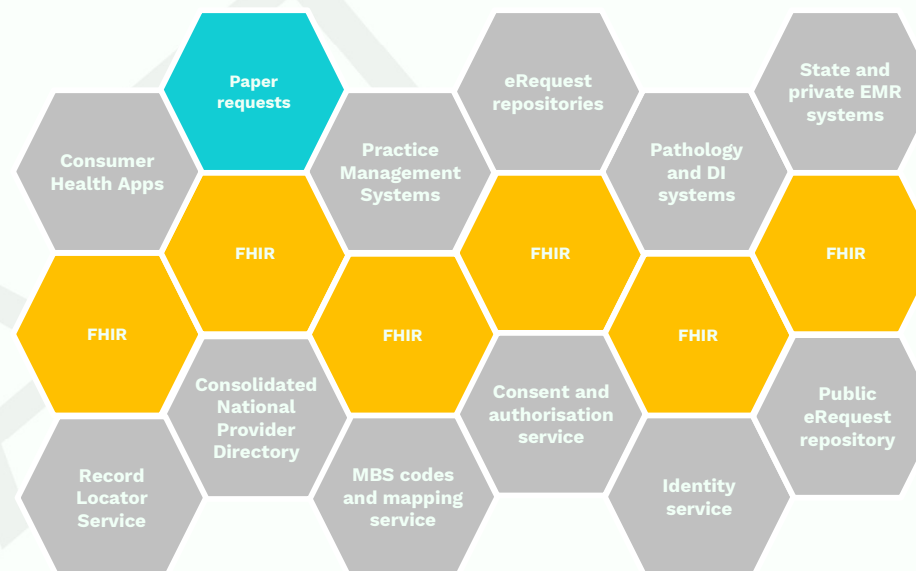 Paper
requests
eRequest
repositories
State and
private EMR
systems
Consumer
Health Apps
Practice
Management
Systems
Pathology
and DI
systems
FHIR
FHIR
FHIR
FHIR
FHIR
FHIR
Consolidated
National
Provider
Directory
Consent and
authorisation
service
Public
eRequest
repository
Record
Locator
Service
MBS codes
and mapping
service
Identity
service